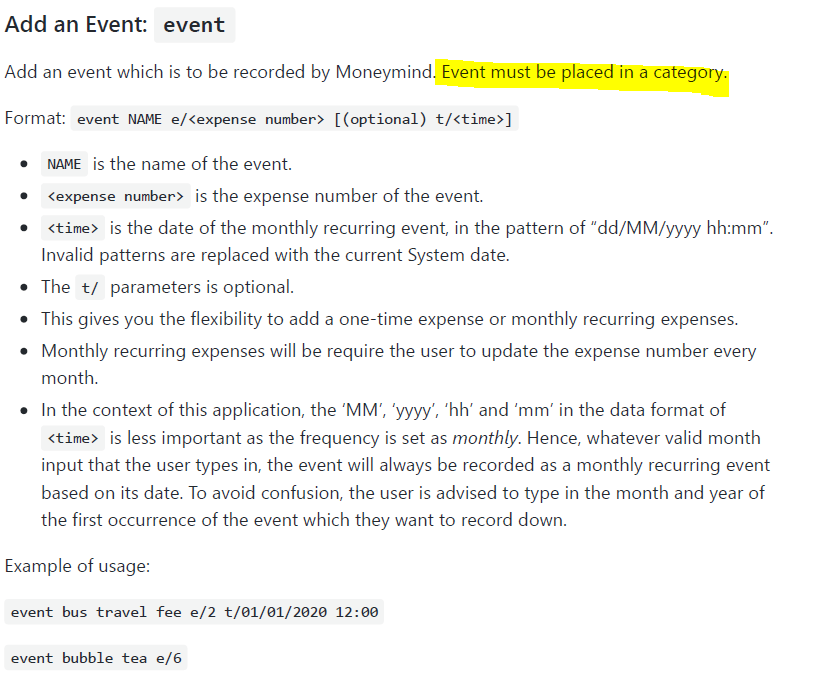 Add an Event: event
Add an event which is to be recorded by Moneymind. Event must be placed in a category.
Format: event NAME e/<expense number> [(optional) t/<time>]
• NAME is the name of the event.
• <expense number> is the expense number of the event.
• <time> is the date of the monthly recurring event, in the pattern of “dd/MM/yyyy hh:mm”.
Invalid patterns are replaced with the current System date.
• The t/ parameters is optional.
• This gives you the flexibility to add a one-time expense or monthly recurring expenses.
• Monthly recurring expenses will be require the user to update the expense number every
month.
• In the context of this application, the ‘MM’, ‘yyyy’, ‘hh’ and ‘mm’ in the data format of
<time> is less important as the frequency is set as monthly. Hence, whatever valid month
input that the user types in, the event will always be recorded as a monthly recurring event
based on its date. To avoid confusion, the user is advised to type in the month and year of
the first occurrence of the event which they want to record down.
Example of usage:
event bus travel fee e/2 t/01/01/2020 12:00
event bubble tea e/6